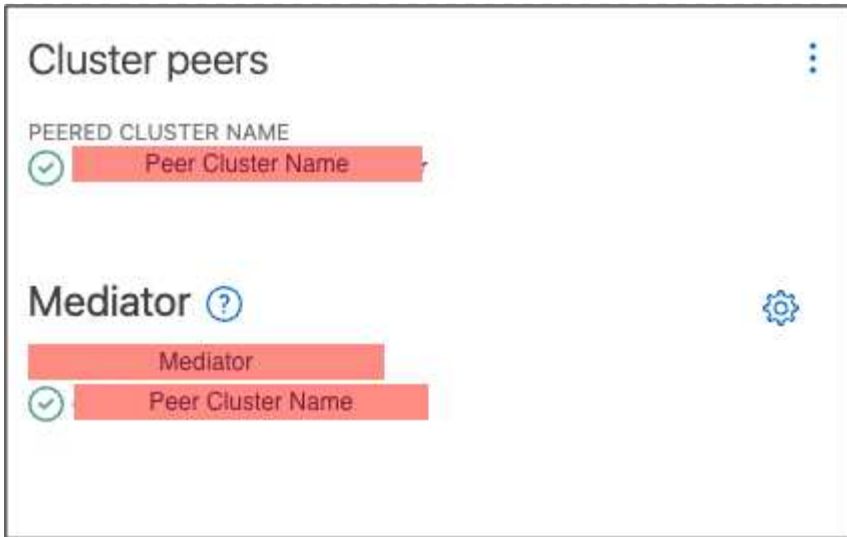 Cluster peers
PEERED CLUSTER NAME
Peer Cluster Name
Mediator ?
Mediator
Peer Cluster Name